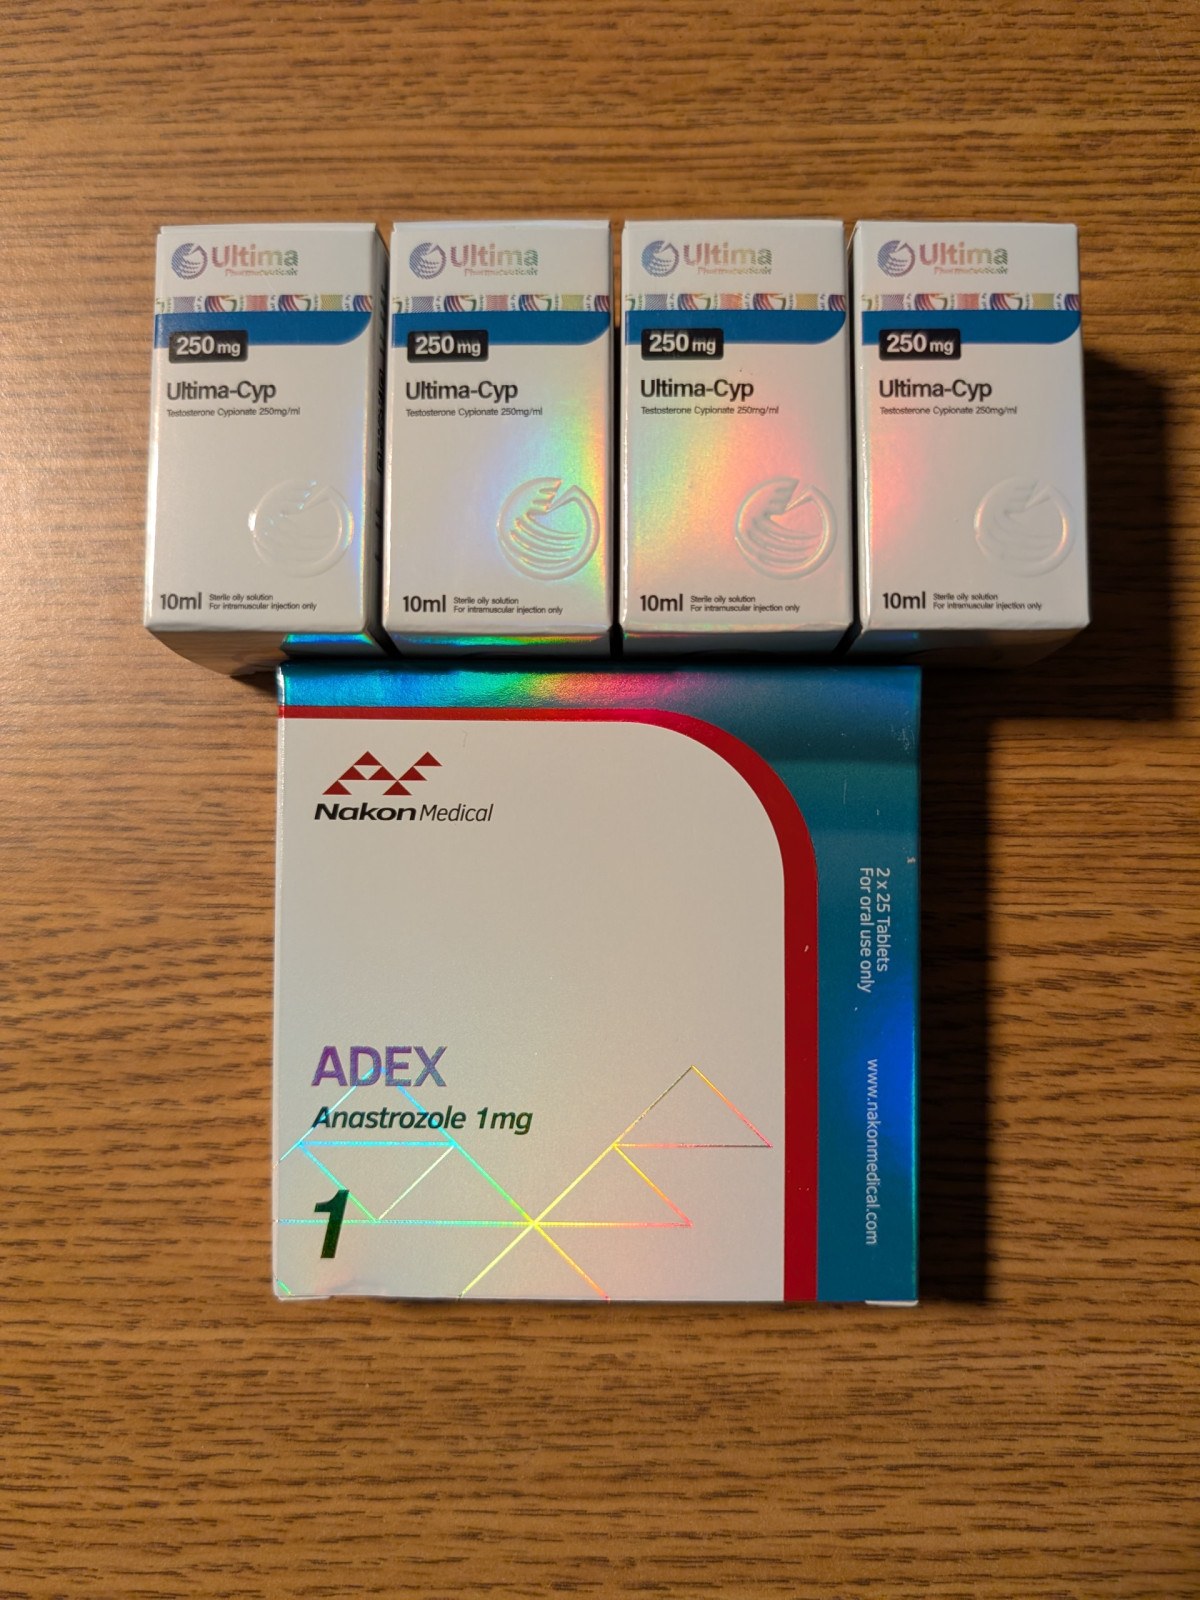 Ultima
Pharmaceuticals
250 mg
Ultima-Cyp
Testosterone Cypionate 250mg/ml
10ml
Sterile oily solution
For intramuscular injection only
Ultima
Pharmaceuticals
250 mg
Ultima-Cyp
Testosterone Cypionate 250mg/ml
10ml
Sterile oily solution
For intramuscular injection only
Ultima
Pharmaceuticals
250 mg
Ultima-Cyp
Testosterone Cypionate 250mg/ml
10ml
Sterile oily solution
For intramuscular injection only
Ultima
Pharmaceuticals
250 mg
Ultima-Cyp
Testosterone Cypionate 250mg/ml
10ml
Sterile oily solution
For intramuscular injection only
Nakon Medical
ADEX
Anastrozole 1mg
1
2 x 25 Tablets
For oral use only
www.nakonmedical.com